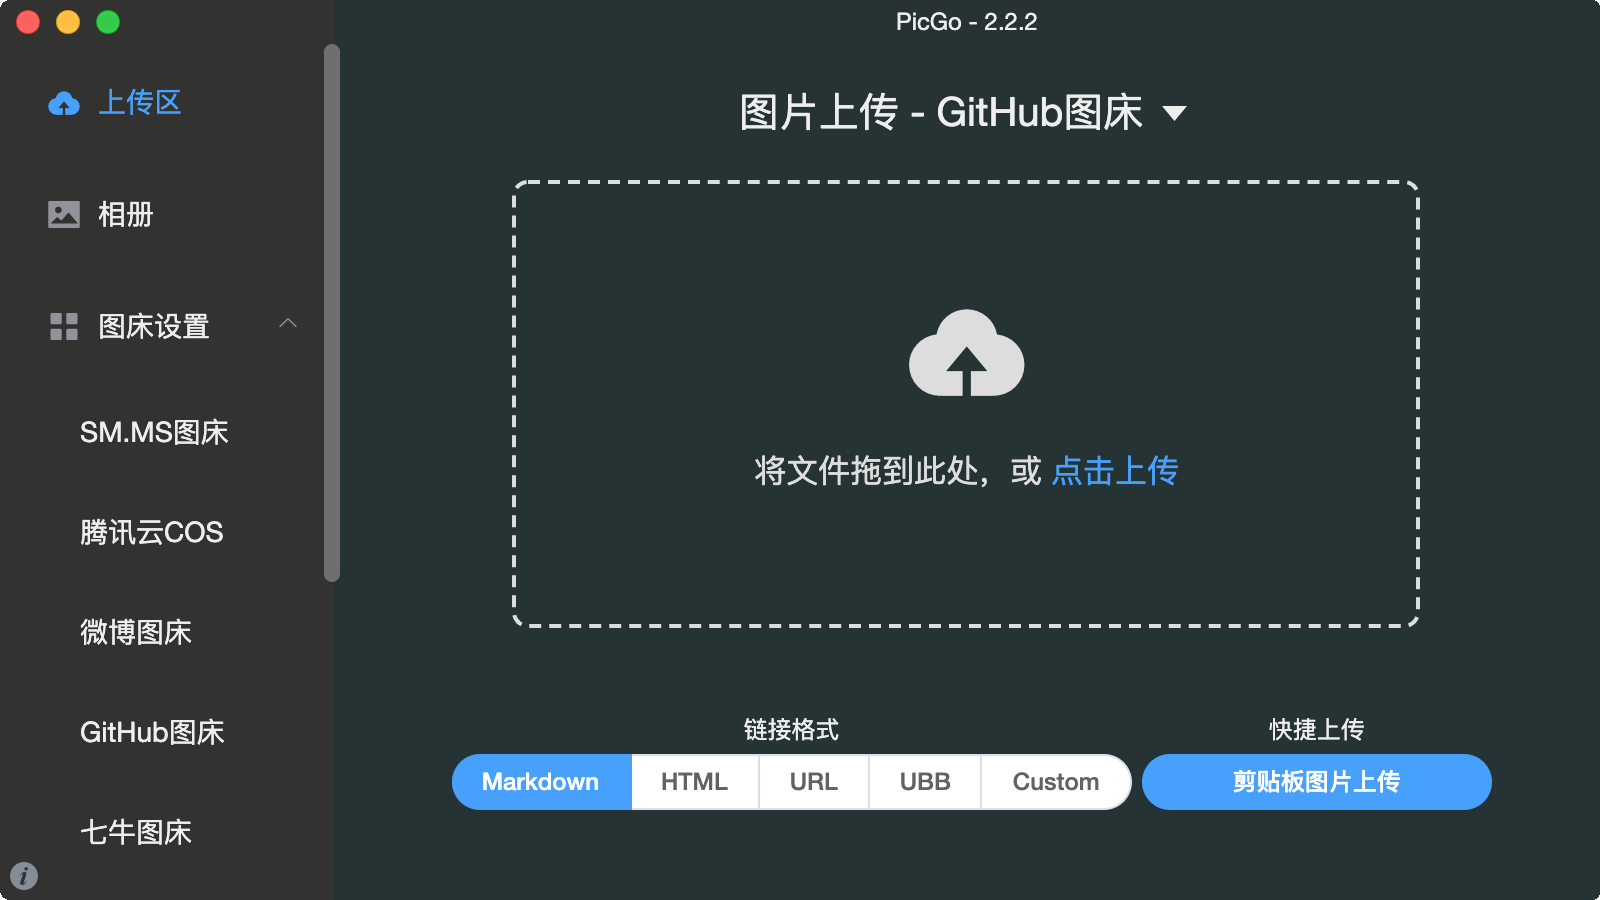 PicGo - 2.2.2
上传区
相册
图床设置
SM.MS图床
腾讯云COS
微博图床
GitHub图床
七牛图床
图片上传 - GitHub图床
将文件拖到此处，或 点击上传
链接格式
Markdown HTML URL UBB Custom
快捷上传
剪贴板图片上传